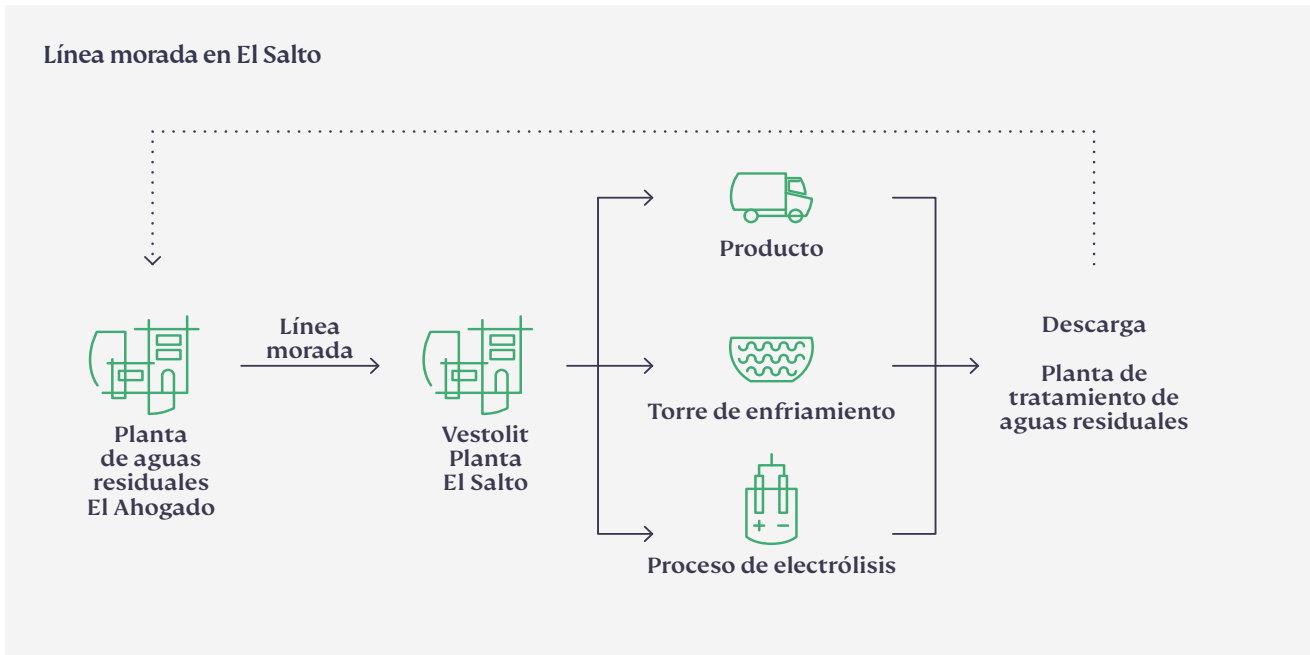 Línea morada en El Salto
Producto
Línea
morada
Descarga
Planta de
tratamiento de
aguas residuales
Torre de enfriamiento
Planta
de aguas
residuales
El Ahogado
Vestolit
Planta
El Salto
+ −
Proceso de electrólisis